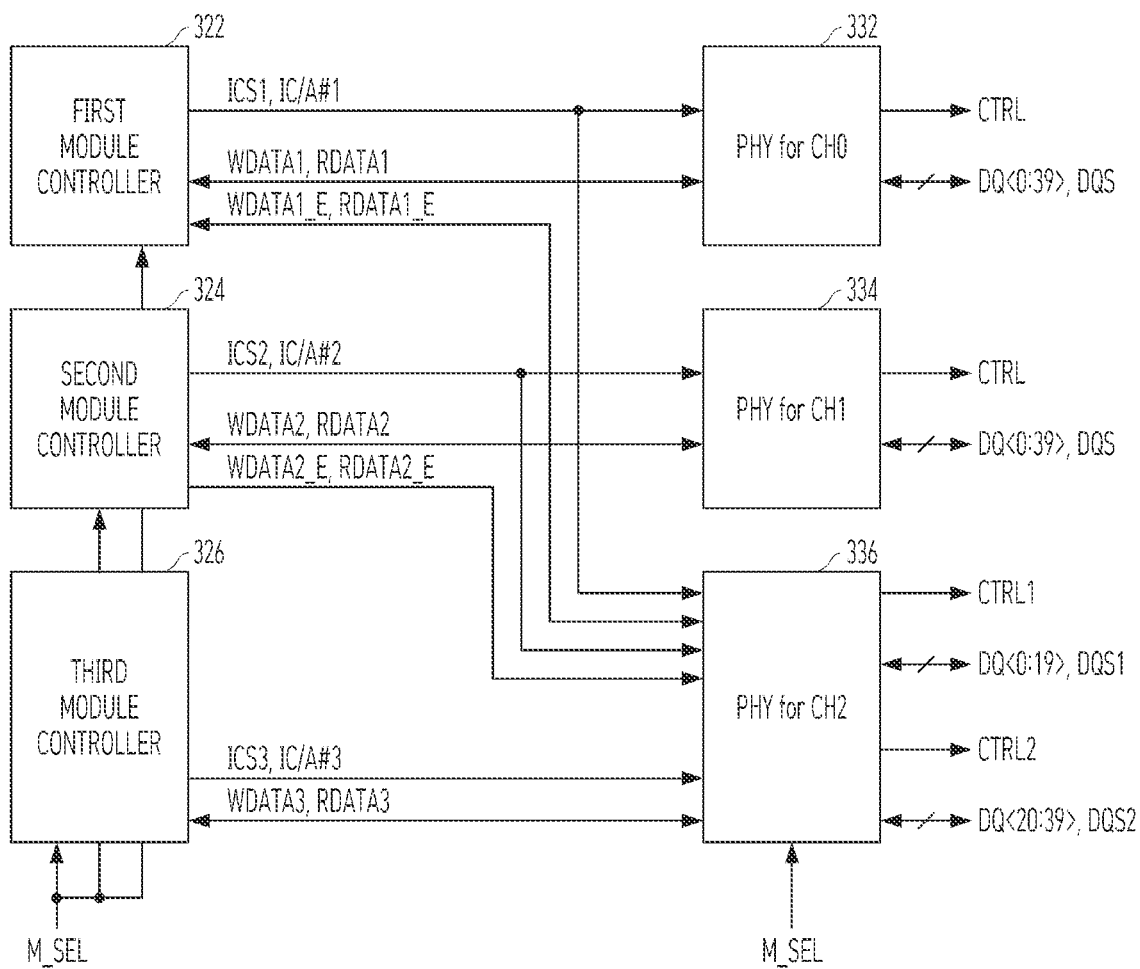 322
FIRST
MODULE
CONTROLLER
ICS1, IC/A#1
WDATA1, RDATA1
WDATA1_E, RDATA1_E
332
PHY for CH0
CTRL
DQ<0:39>, DQS
324
SECOND
MODULE
CONTROLLER
ICS2, IC/A#2
WDATA2, RDATA2
WDATA2_E, RDATA2_E
334
PHY for CH1
CTRL
DQ<0:39>, DQS
326
THIRD
MODULE
CONTROLLER
ICS3, IC/A#3
WDATA3, RDATA3
336
PHY for CH2
CTRL1
DQ<0:19>, DQS1
CTRL2
DQ<20:39>, DQS2
M_SEL
M_SEL